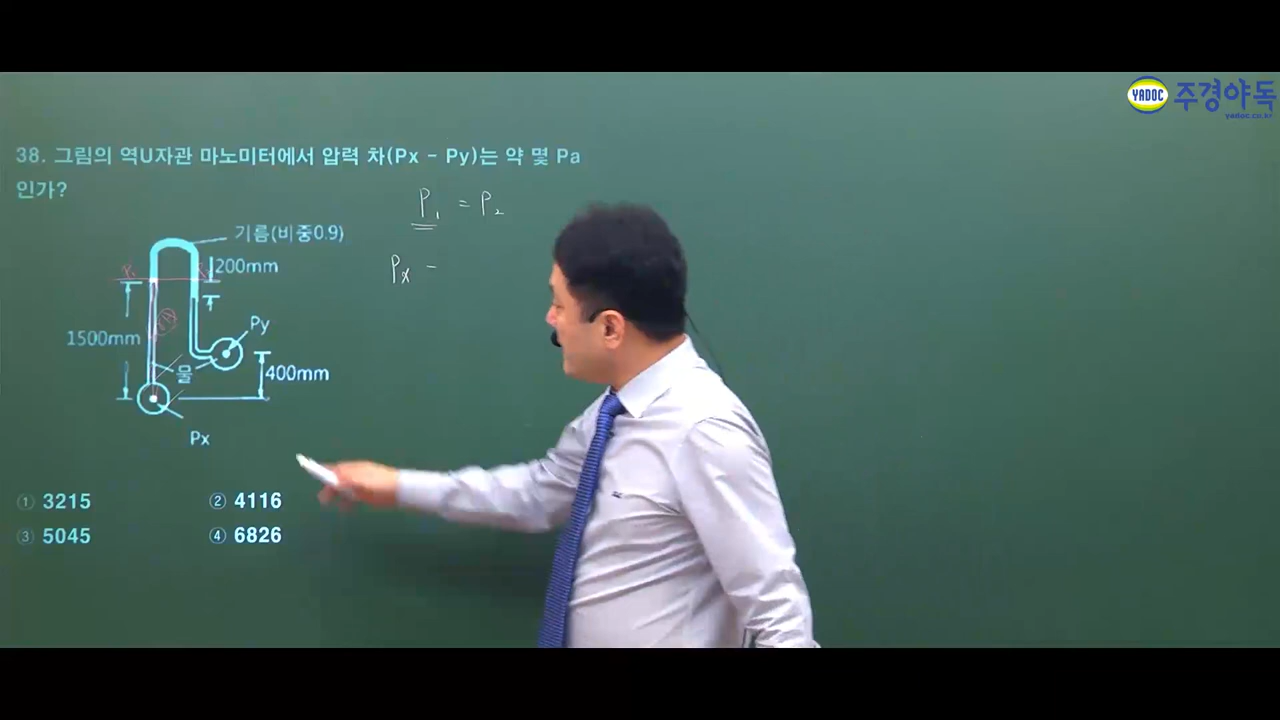 YADOC 주경야독
yadoc.co.kr
38. 그림의 역U자관 마노미터에서 압력 차(Px - Py)는 약 몇 Pa
인가?
P₁ = P₂
기름(비중0.9)
Pₓ -
200mm
Py
1500mm
물
400mm
Px
① 3215
② 4116
③ 5045
④ 6826